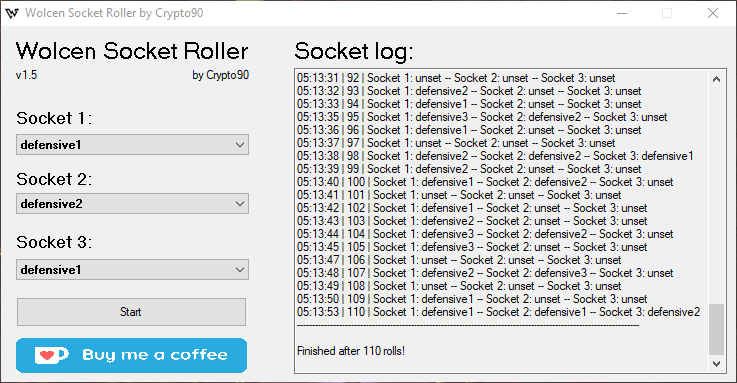 Wolcen Socket Roller by Crypto90
Wolcen Socket Roller
v1.5 by Crypto90
Socket 1:
defensive1
Socket 2:
defensive2
Socket 3:
defensive1
Start
Buy me a coffee
Socket log:
05:13:31 | 92 | Socket 1: unset -- Socket 2: unset -- Socket 3: unset
05:13:32 | 93 | Socket 1: defensive2 -- Socket 2: unset -- Socket 3: unset
05:13:33 | 94 | Socket 1: defensive1 -- Socket 2: unset -- Socket 3: unset
05:13:35 | 95 | Socket 1: defensive3 -- Socket 2: defensive2 -- Socket 3: unset
05:13:36 | 96 | Socket 1: defensive1 -- Socket 2: unset -- Socket 3: unset
05:13:37 | 97 | Socket 1: unset -- Socket 2: unset -- Socket 3: unset
05:13:38 | 98 | Socket 1: defensive2 -- Socket 2: defensive2 -- Socket 3: defensive1
05:13:39 | 99 | Socket 1: defensive2 -- Socket 2: unset -- Socket 3: unset
05:13:40 | 100 | Socket 1: defensive1 -- Socket 2: defensive2 -- Socket 3: unset
05:13:41 | 101 | Socket 1: unset -- Socket 2: unset -- Socket 3: unset
05:13:42 | 102 | Socket 1: defensive1 -- Socket 2: unset -- Socket 3: unset
05:13:43 | 103 | Socket 1: defensive2 -- Socket 2: unset -- Socket 3: unset
05:13:44 | 104 | Socket 1: defensive3 -- Socket 2: defensive2 -- Socket 3: unset
05:13:45 | 105 | Socket 1: defensive3 -- Socket 2: unset -- Socket 3: unset
05:13:47 | 106 | Socket 1: unset -- Socket 2: unset -- Socket 3: unset
05:13:48 | 107 | Socket 1: defensive2 -- Socket 2: defensive3 -- Socket 3: unset
05:13:49 | 108 | Socket 1: unset -- Socket 2: unset -- Socket 3: unset
05:13:50 | 109 | Socket 1: defensive1 -- Socket 2: unset -- Socket 3: unset
05:13:53 | 110 | Socket 1: defensive1 -- Socket 2: defensive1 -- Socket 3: defensive2
Finished after 110 rolls!